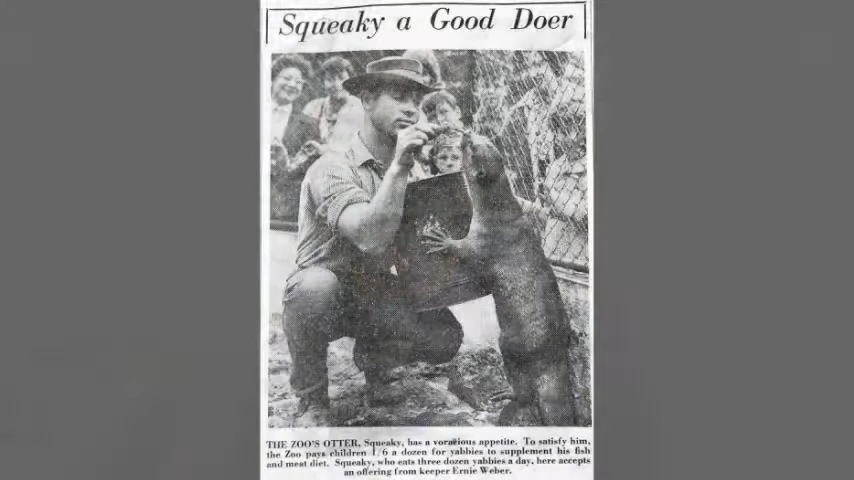 Squeaky a Good Doer
THE ZOO'S OTTER, Squeaky, has a voracious appetite. To satisfy him,
the Zoo pays children 1/6 a dozen for yabbies to supplement his fish
and meat diet. Squeaky, who eats three dozen yabbies a day, here accepts
an offering from keeper Ernie Weber.